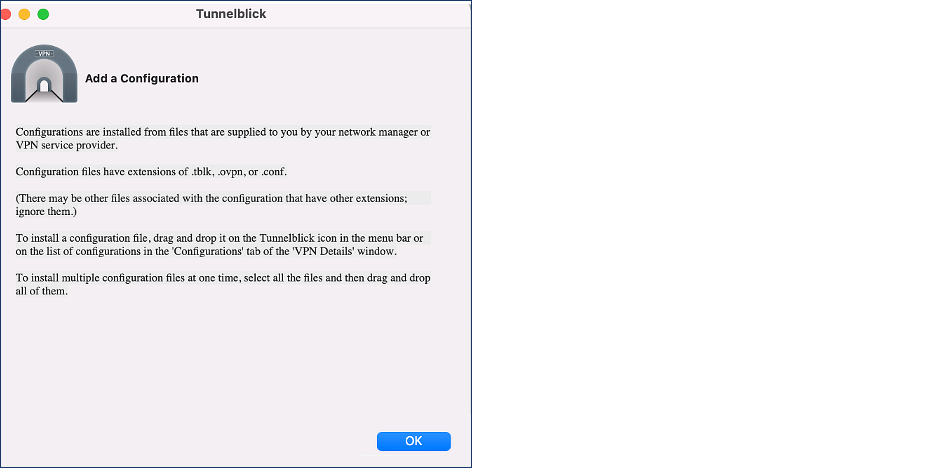 Tunnelblick
VPN
Add a Configuration
Configurations are installed from files that are supplied to you by your network manager or
VPN service provider.
Configuration files have extensions of .tblk, .ovpn, or .conf.
(There may be other files associated with the configuration that have other extensions;
ignore them.)
To install a configuration file, drag and drop it on the Tunnelblick icon in the menu bar or
on the list of configurations in the 'Configurations' tab of the 'VPN Details' window.
To install multiple configuration files at one time, select all the files and then drag and drop
all of them.
OK